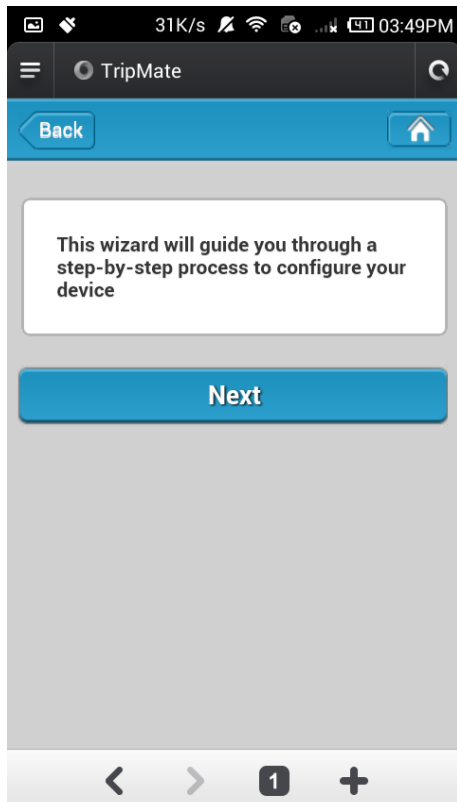 31K/s 41 03:49PM
TripMate
Back
This wizard will guide you through a
step-by-step process to configure your
device
Next
1